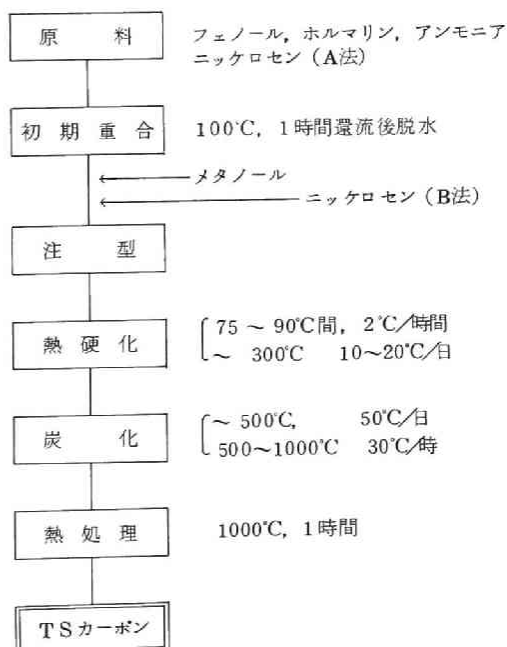 原料
フェノール, ホルマリン, アンモニア
ニッケロセン (A法)
初期重合
100℃, 1時間還流後脱水
メタノール
ニッケロセン (B法)
注型
熱硬化
75 ~ 90℃間, 2℃/時間
~ 300℃ 10~20℃/日
炭化
~ 500℃, 50℃/日
500~1000℃ 30℃/時
熱処理
1000℃, 1時間
TSカーボン